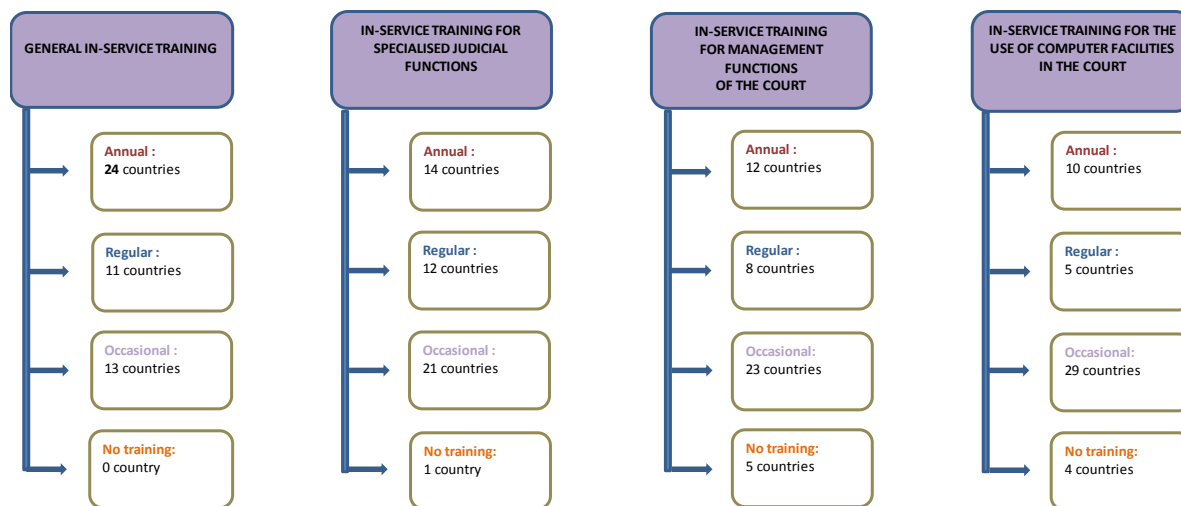 GENERAL IN-SERVICE TRAINING
Annual :
24 countries
Regular :
11 countries
Occasional :
13 countries
No training:
0 country
IN-SERVICE TRAINING FOR
SPECIALISED JUDICIAL
FUNCTIONS
Annual :
14 countries
Regular :
12 countries
Occasional :
21 countries
No training:
1 country
IN-SERVICE TRAINING
FOR MANAGEMENT
FUNCTIONS
OF THE COURT
Annual :
12 countries
Regular :
8 countries
Occasional:
23 countries
No training:
5 countries
IN-SERVICE TRAINING FOR THE
USE OF COMPUTER FACILITIES
IN THE COURT
Annual :
10 countries
Regular :
5 countries
Occasional:
29 countries
No training:
4 countries